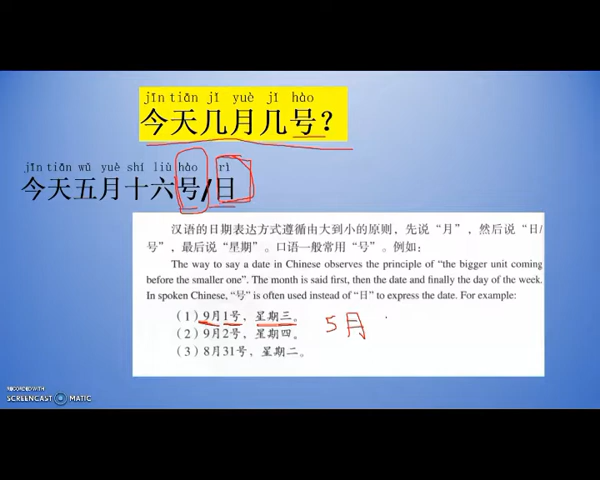 jīn tiān jǐ yuè jǐ hào
今天几月几号？
jīn tiān wǔ yuè shí liù hào rì
今天五月十六号/日
汉语的日期表达方式遵循由大到小的原则，先说“月”，然后说“日/
号”，最后说“星期”。口语一般常用“号”。例如：
The way to say a date in Chinese observes the principle of “the bigger unit coming
before the smaller one”. The month is said first, then the date and finally the day of the week.
In spoken Chinese, “号” is often used instead of “日” to express the date. For example:
（1）9月1号，星期三。
5月
（2）9月2号，星期四。
（3）8月31号，星期二。
RECORDED WITH
SCREENCAST MATIC